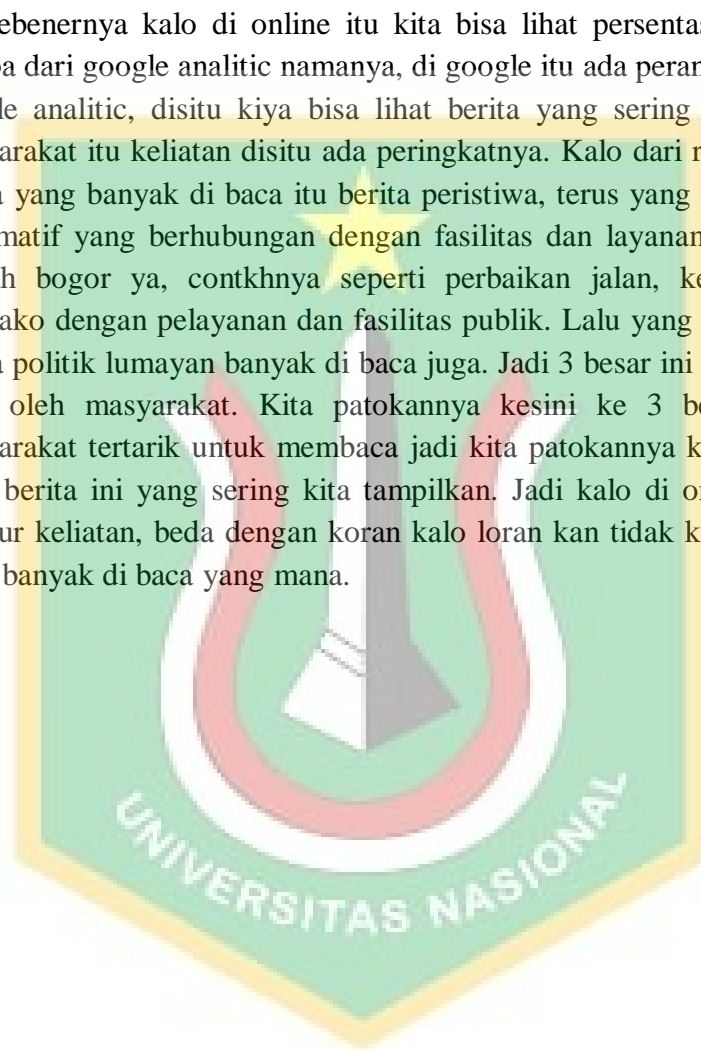 ebenernya kalo di online itu kita bisa lihat persentas
a dari google analitic namanya, di google itu ada peran
le analitic, disitu kiya bisa lihat berita yang sering
arakat itu keliatan disitu ada peringkatnya. Kalo dari r
a yang banyak di baca itu berita peristiwa, terus yang
matif yang berhubungan dengan fasilitas dan layanan
h bogor ya, contkhnya seperti perbaikan jalan, ke
ako dengan pelayanan dan fasilitas publik. Lalu yang
a politik lumayan banyak di baca juga. Jadi 3 besar ini
oleh masyarakat. Kita patokannya kesini ke 3 be
arakat tertarik untuk membaca jadi kita patokannya k
berita ini yang sering kita tampilkan. Jadi kalo di o
ur keliatan, beda dengan koran kalo loran kan tidak k
banyak di baca yang mana.
UNIVERSITAS NASIONAL